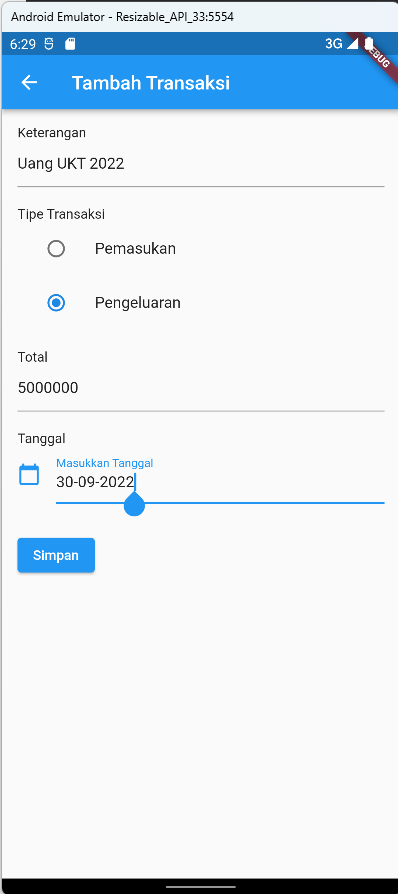 Android Emulator - Resizable_API_33:5554
6:29 3G
DEBUG
Tambah Transaksi
Keterangan
Uang UKT 2022
Tipe Transaksi
Pemasukan
Pengeluaran
Total
5000000
Tanggal
Masukkan Tanggal
30-09-2022
Simpan